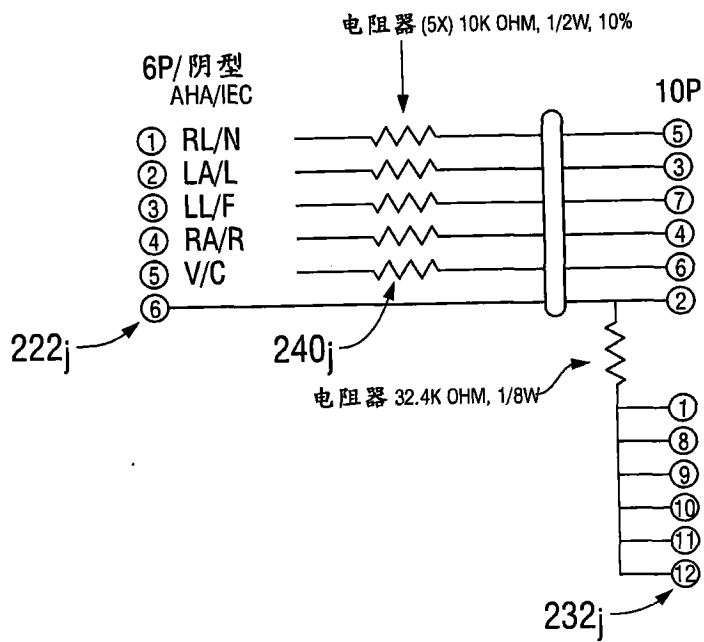 电阻器 (5X) 10K OHM, 1/2W, 10%
6P/阴型
AHA/IEC
10P
① RL/N
⑤
② LA/L
③
③ LL/F
⑦
④ RA/R
④
⑤ V/C
⑥
⑥
②
222j
240j
电阻器 32.4K OHM, 1/8W
①
⑧
⑨
⑩
⑪
⑫
232j